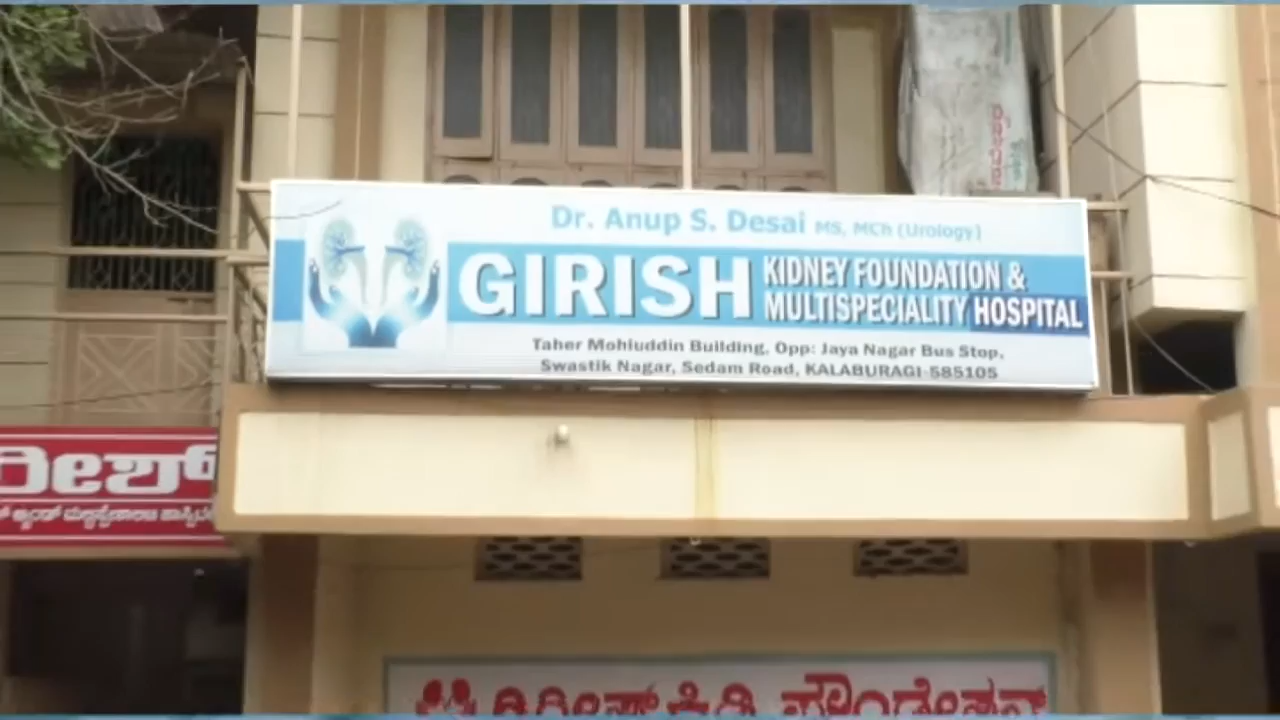 Dr. Anup S. Desai MS, MCh (Urology)
GIRISH KIDNEY FOUNDATION &
MULTISPECIALITY HOSPITAL
Taher Mohiuddin Building, Opp: Jaya Nagar Bus Stop,
Swastik Nagar, Sedam Road, KALABURAGI-585105
ರೀಶ್
ಗಿರೀಶ್ ಕಿಡ್ನಿ ಫೌಂಡೇಶನ್